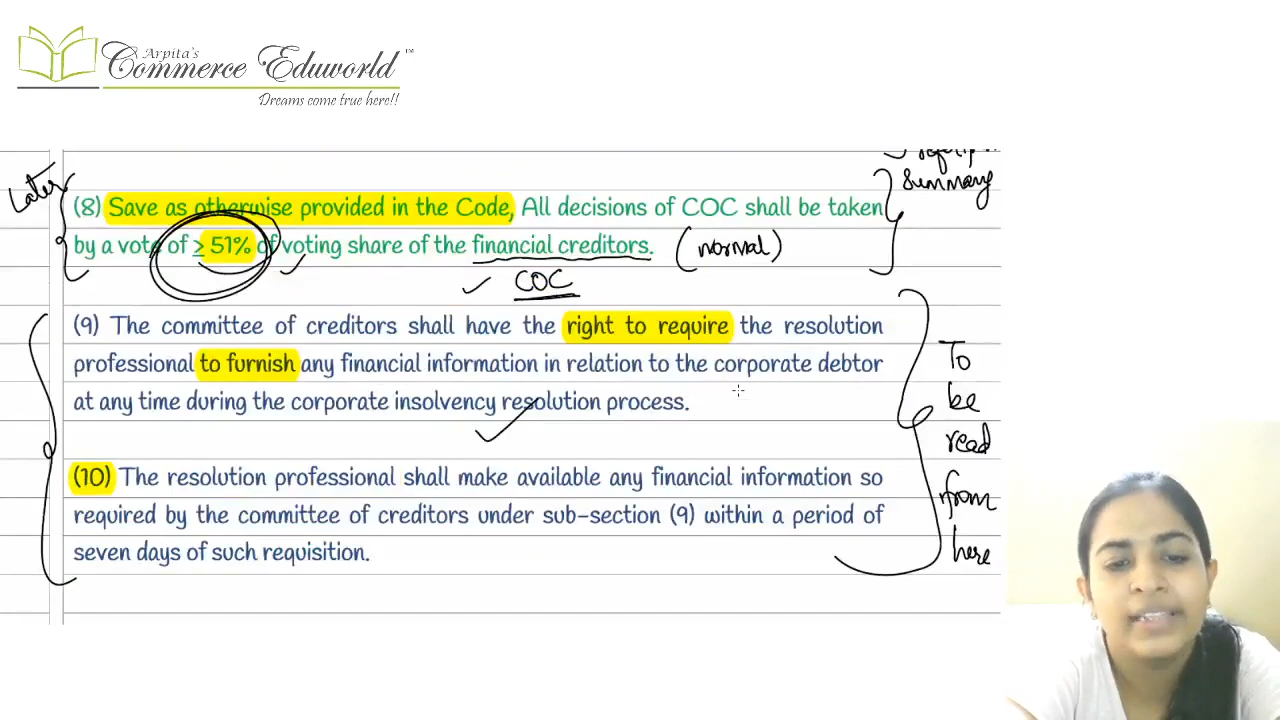 Arpita's
Commerce Eduworld™
Dreams come true here!!
summary
Later
(8) Save as otherwise provided in the Code, All decisions of COC shall be taken
by a vote of ≥ 51% of voting share of the financial creditors. (normal)
COC
(9) The committee of creditors shall have the right to require the resolution
professional to furnish any financial information in relation to the corporate debtor
at any time during the corporate insolvency resolution process.
(10) The resolution professional shall make available any financial information so
required by the committee of creditors under sub-section (9) within a period of
seven days of such requisition.
To
be
read
from
here